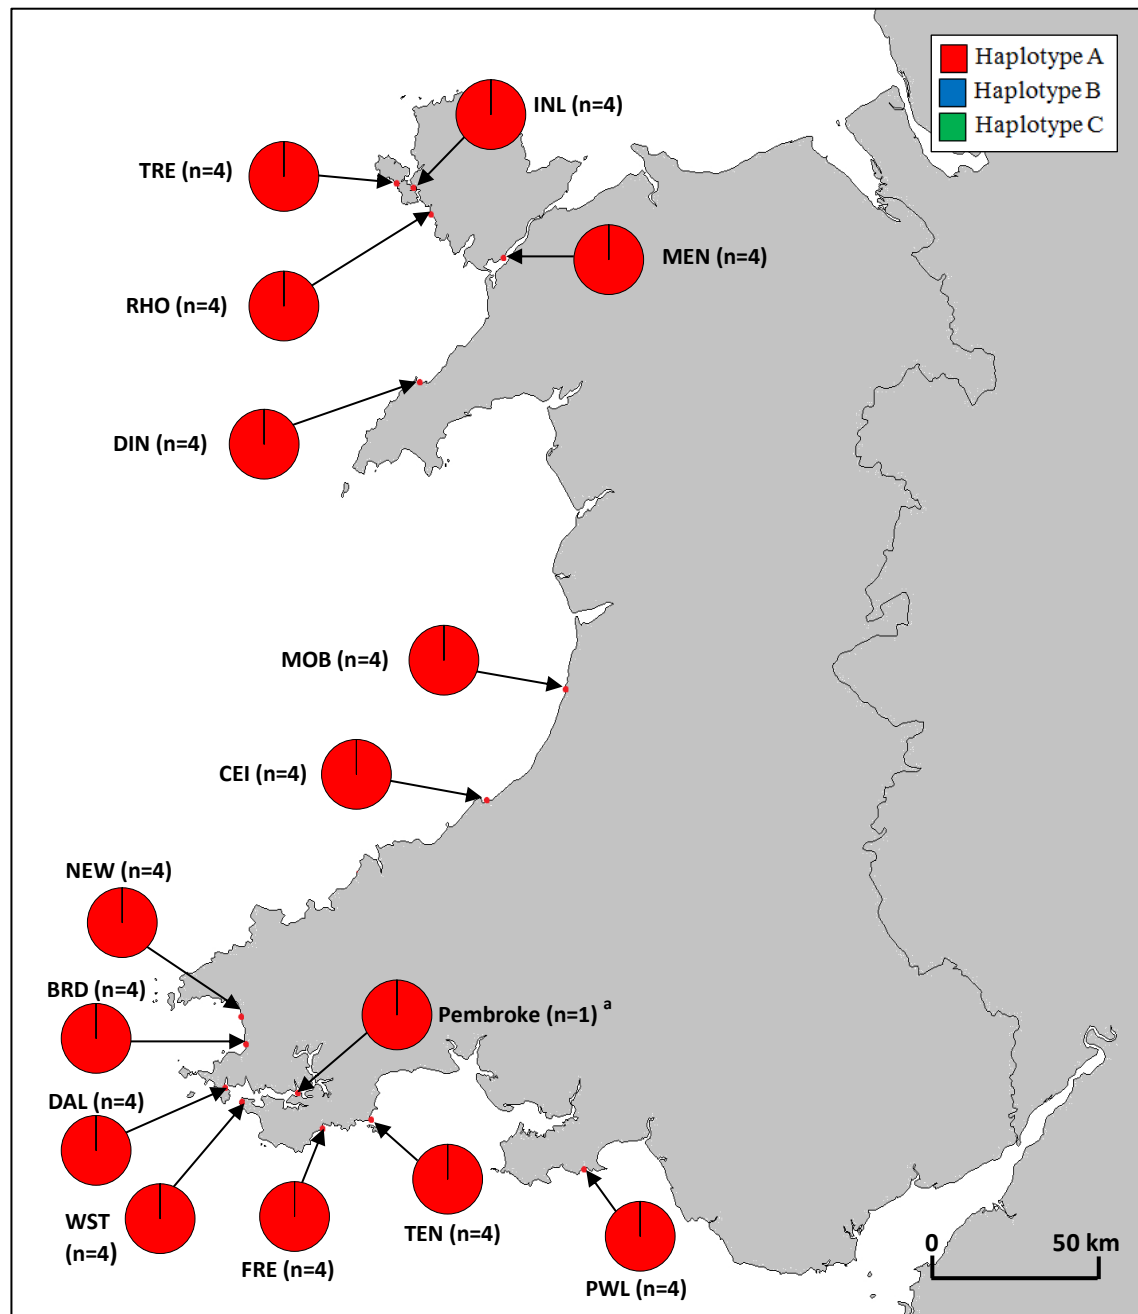 Haplotype A
Haplotype B
Haplotype C
INL (n=4)
TRE (n=4)
MEN (n=4)
RHO (n=4)
DIN (n=4)
MOB (n=4)
CEI (n=4)
NEW (n=4)
BRD (n=4)
Pembroke (n=1) a
DAL (n=4)
WST
(n=4)
FRE (n=4)
TEN (n=4)
PWL (n=4)
0 50 km